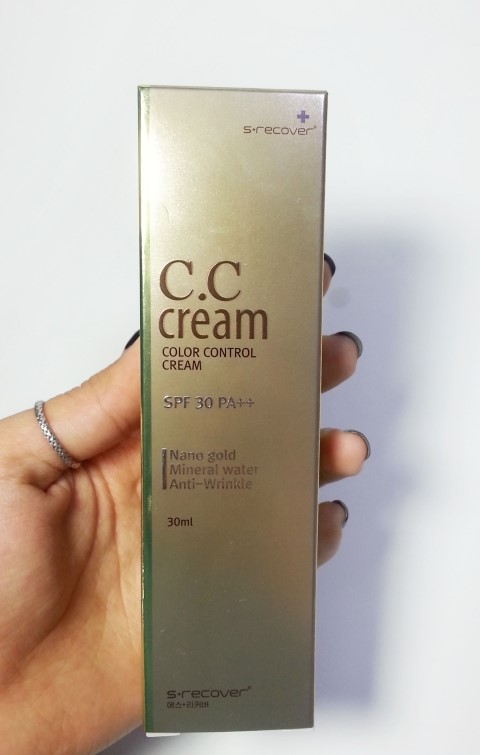 s+recover®
C.C
cream
COLOR CONTROL
CREAM
SPF 30 PA++
Nano gold
Mineral water
Anti-Wrinkle
30ml
s+recover®
에스+리커버